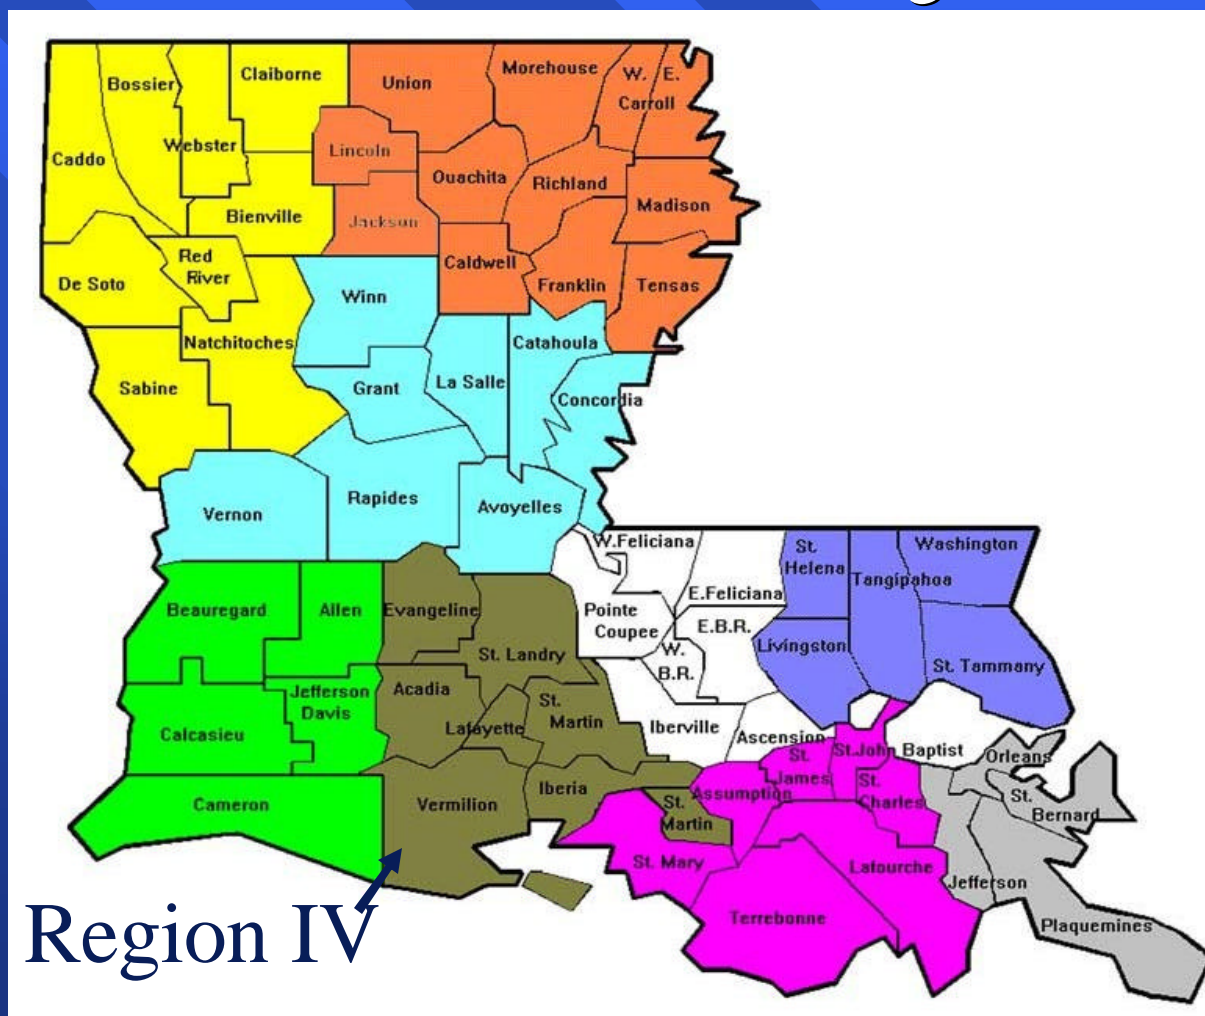 Claiborne
Union
Morehouse
W. E.
Carroll
Bossier
Webster
Caddo
Lincoln
Ouachita
Richland
Madison
Bienville
Jackson
Red
River
De Soto
Caldwell
Franklin
Tensas
Winn
Natchitoches
Catahoula
Sabine
Grant
La Salle
Concordia
Vernon
Rapides
Avoyelles
W.Feliciana
St.
Helena
Washington
Tangipahoa
E.Feliciana
Beauregard
Allen
Evangeline
Pointe
Coupee
E.B.R.
W.
B.R.
Livingston
St. Tammany
St. Landry
Jefferson
Davis
Acadia
Lafayette
St.
Martin
Iberville
Ascension
Calcasieu
St.John Baptist
Orleans
St.
James
St.
Charles
St.
Bernard
Cameron
Vermilion
Iberia
Assumption
St.
Martin
St. Mary
Lafourche
Jefferson
Terrebonne
Plaquemines
Region IV